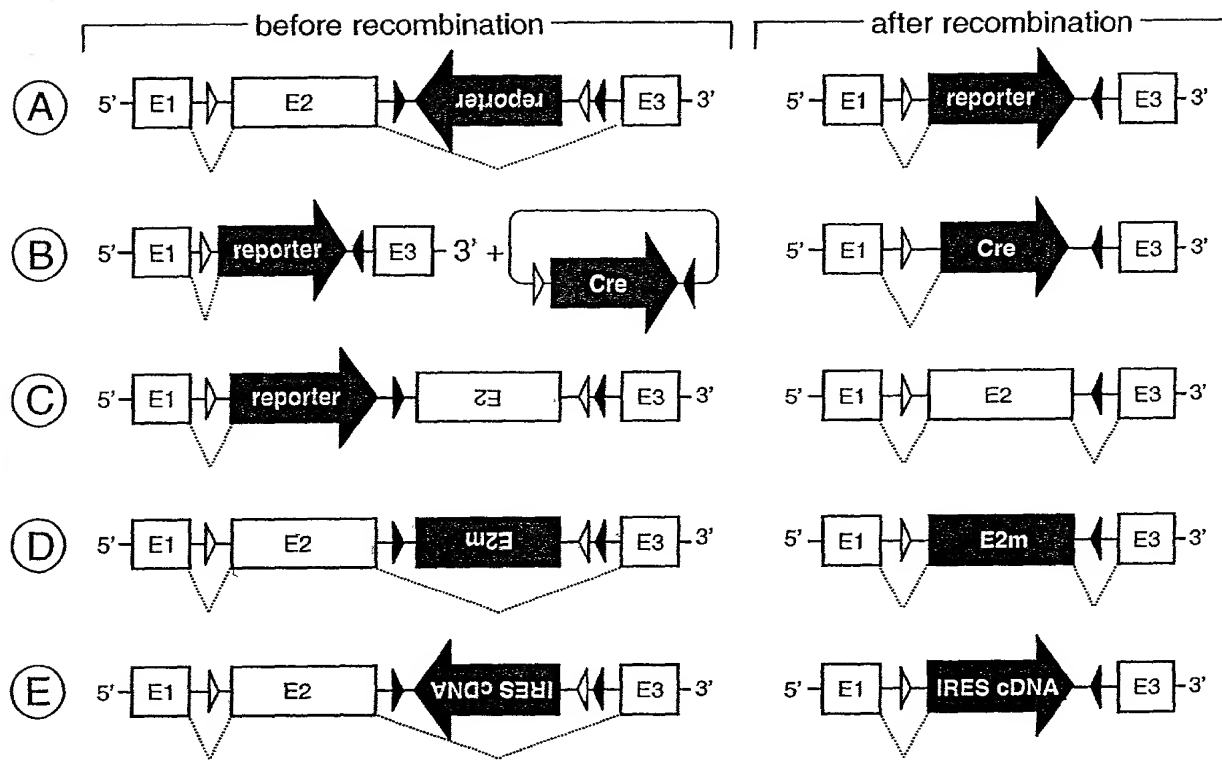 before recombination after recombination
A 5' E1 E2 reporter E3 3' 5' E1 reporter E3 3'
B 5' E1 reporter E3 3' + Cre 5' E1 Cre E3 3'
C 5' E1 reporter E2 E3 3' 5' E1 E2 E3 3'
D 5' E1 E2 E2m E3 3' 5' E1 E2m E3 3'
E 5' E1 E2 IRES cDNA E3 3' 5' E1 IRES cDNA E3 3'